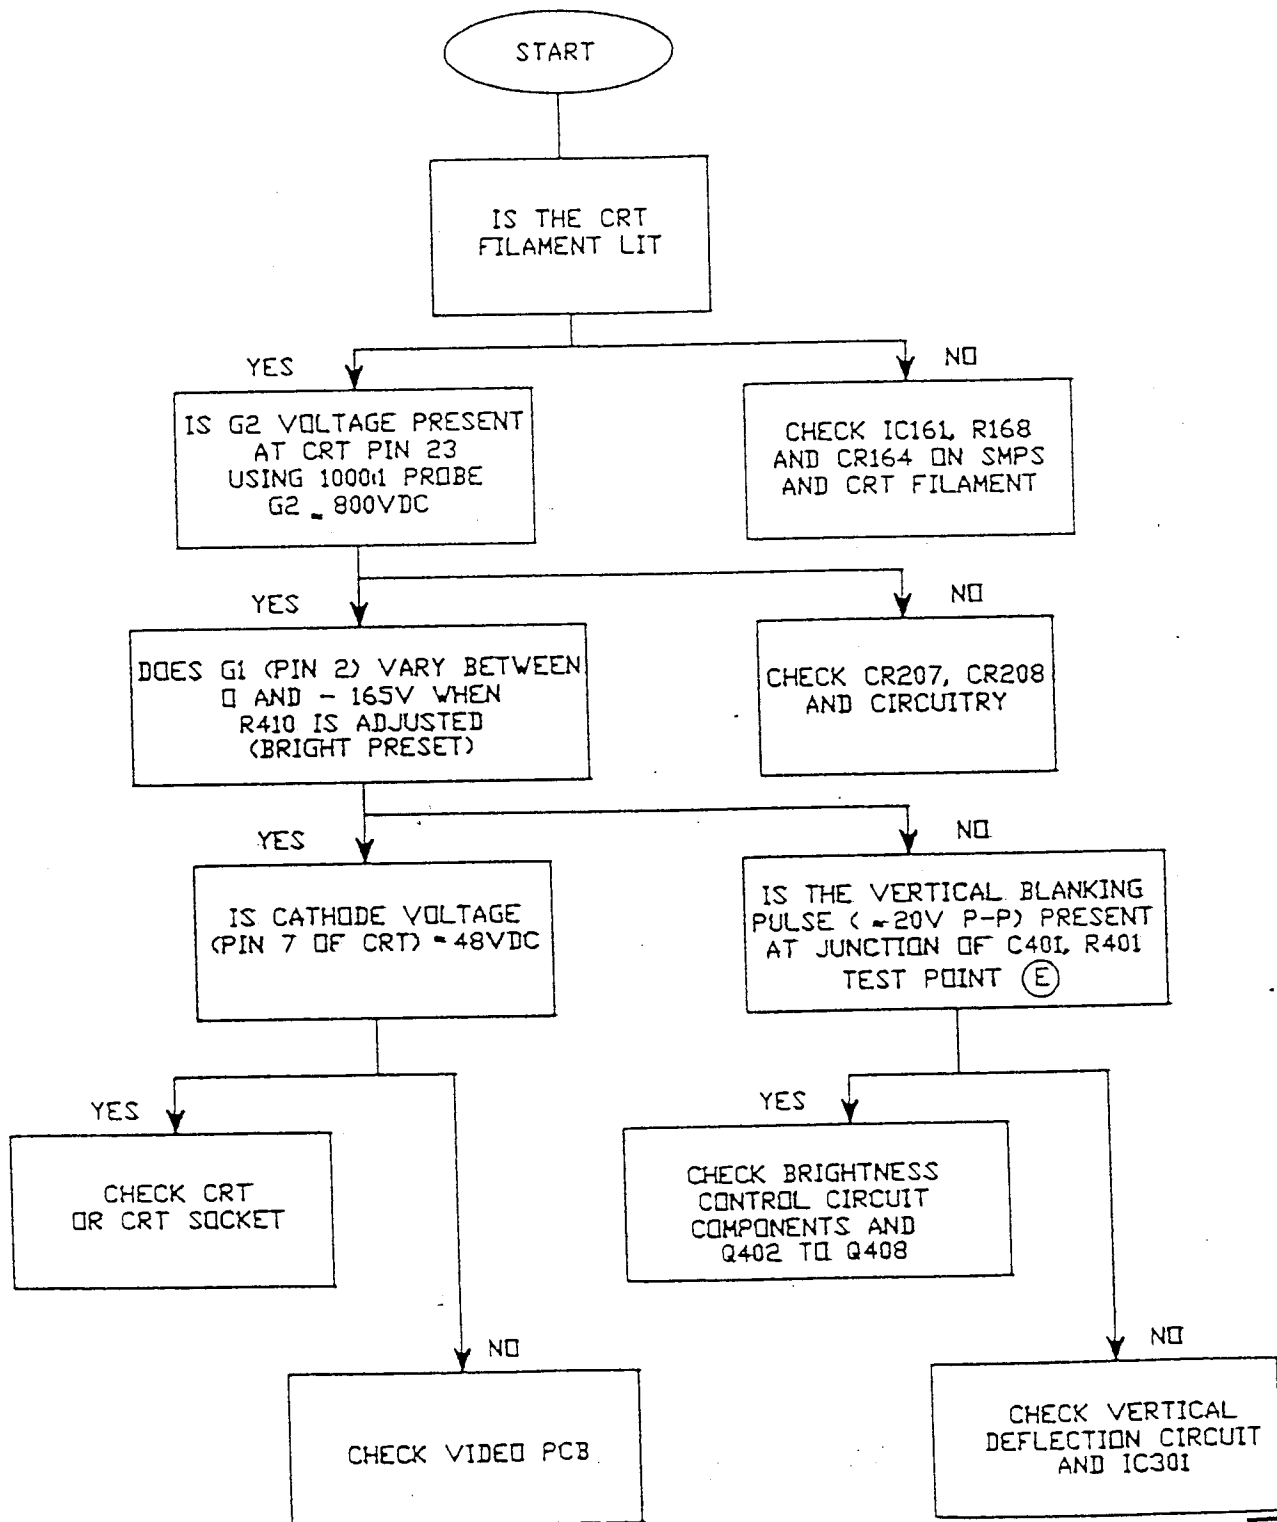 START
IS THE CRT
FILAMENT LIT
YES
NO
IS G2 VOLTAGE PRESENT
AT CRT PIN 23
USING 1000:1 PROBE
G2 ≈ 800VDC
CHECK IC161, R168
AND CR164 ON SMPS
AND CRT FILAMENT
YES
NO
DOES G1 (PIN 2) VARY BETWEEN
0 AND - 165V WHEN
R410 IS ADJUSTED
(BRIGHT PRESET)
CHECK CR207, CR208
AND CIRCUITRY
YES
NO
IS CATHODE VOLTAGE
(PIN 7 OF CRT) ≈ 48VDC
IS THE VERTICAL BLANKING
PULSE ( ≈20V P-P) PRESENT
AT JUNCTION OF C401, R401
TEST POINT E
YES
YES
CHECK CRT
OR CRT SOCKET
CHECK BRIGHTNESS
CONTROL CIRCUIT
COMPONENTS AND
Q402 TO Q408
NO
NO
CHECK VIDEO PCB
CHECK VERTICAL
DEFLECTION CIRCUIT
AND IC301